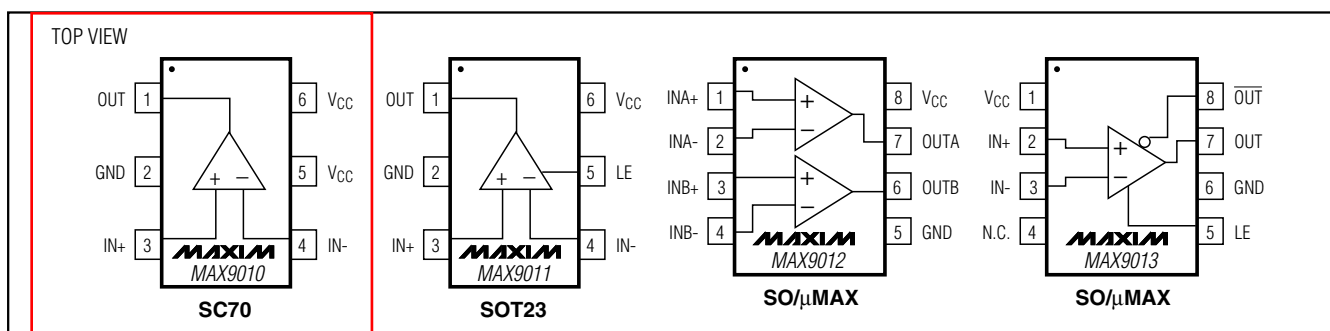 TOP VIEW
OUT 1
6 VCC
GND 2
5 VCC
IN+ 3
4 IN-
MAXIM
MAX9010
SC70
OUT 1
6 VCC
GND 2
5 LE
IN+ 3
4 IN-
+ −
MAXIM
MAX9011
SOT23
INA+ 1
8 VCC
INA- 2
7 OUTA
INB+ 3
6 OUTB
INB- 4
5 GND
MAXIM
MAX9012
SO/µMAX
VCC 1
8 OUT
IN+ 2
7 OUT
IN- 3
6 GND
N.C. 4
5 LE
MAXIM
MAX9013
SO/µMAX